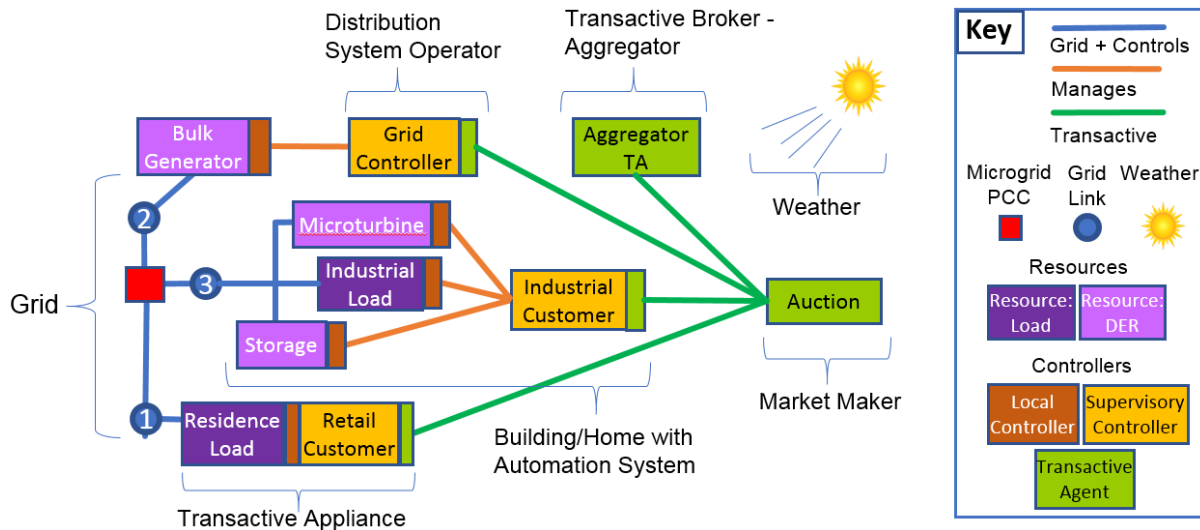 Distribution
System Operator
Transactive Broker -
Aggregator
Bulk
Generator
Grid
Controller
Aggregator
TA
Weather
2
Microturbine
Grid
3
Industrial
Load
Industrial
Customer
Auction
Storage
Market Maker
1
Residence
Load
Retail
Customer
Building/Home with
Automation System
Transactive Appliance
Key
Grid + Controls
Manages
Transactive
Microgrid
PCC
Grid
Link
Weather
Resources
Resource:
Load
Resource:
DER
Controllers
Local
Controller
Supervisory
Controller
Transactive
Agent